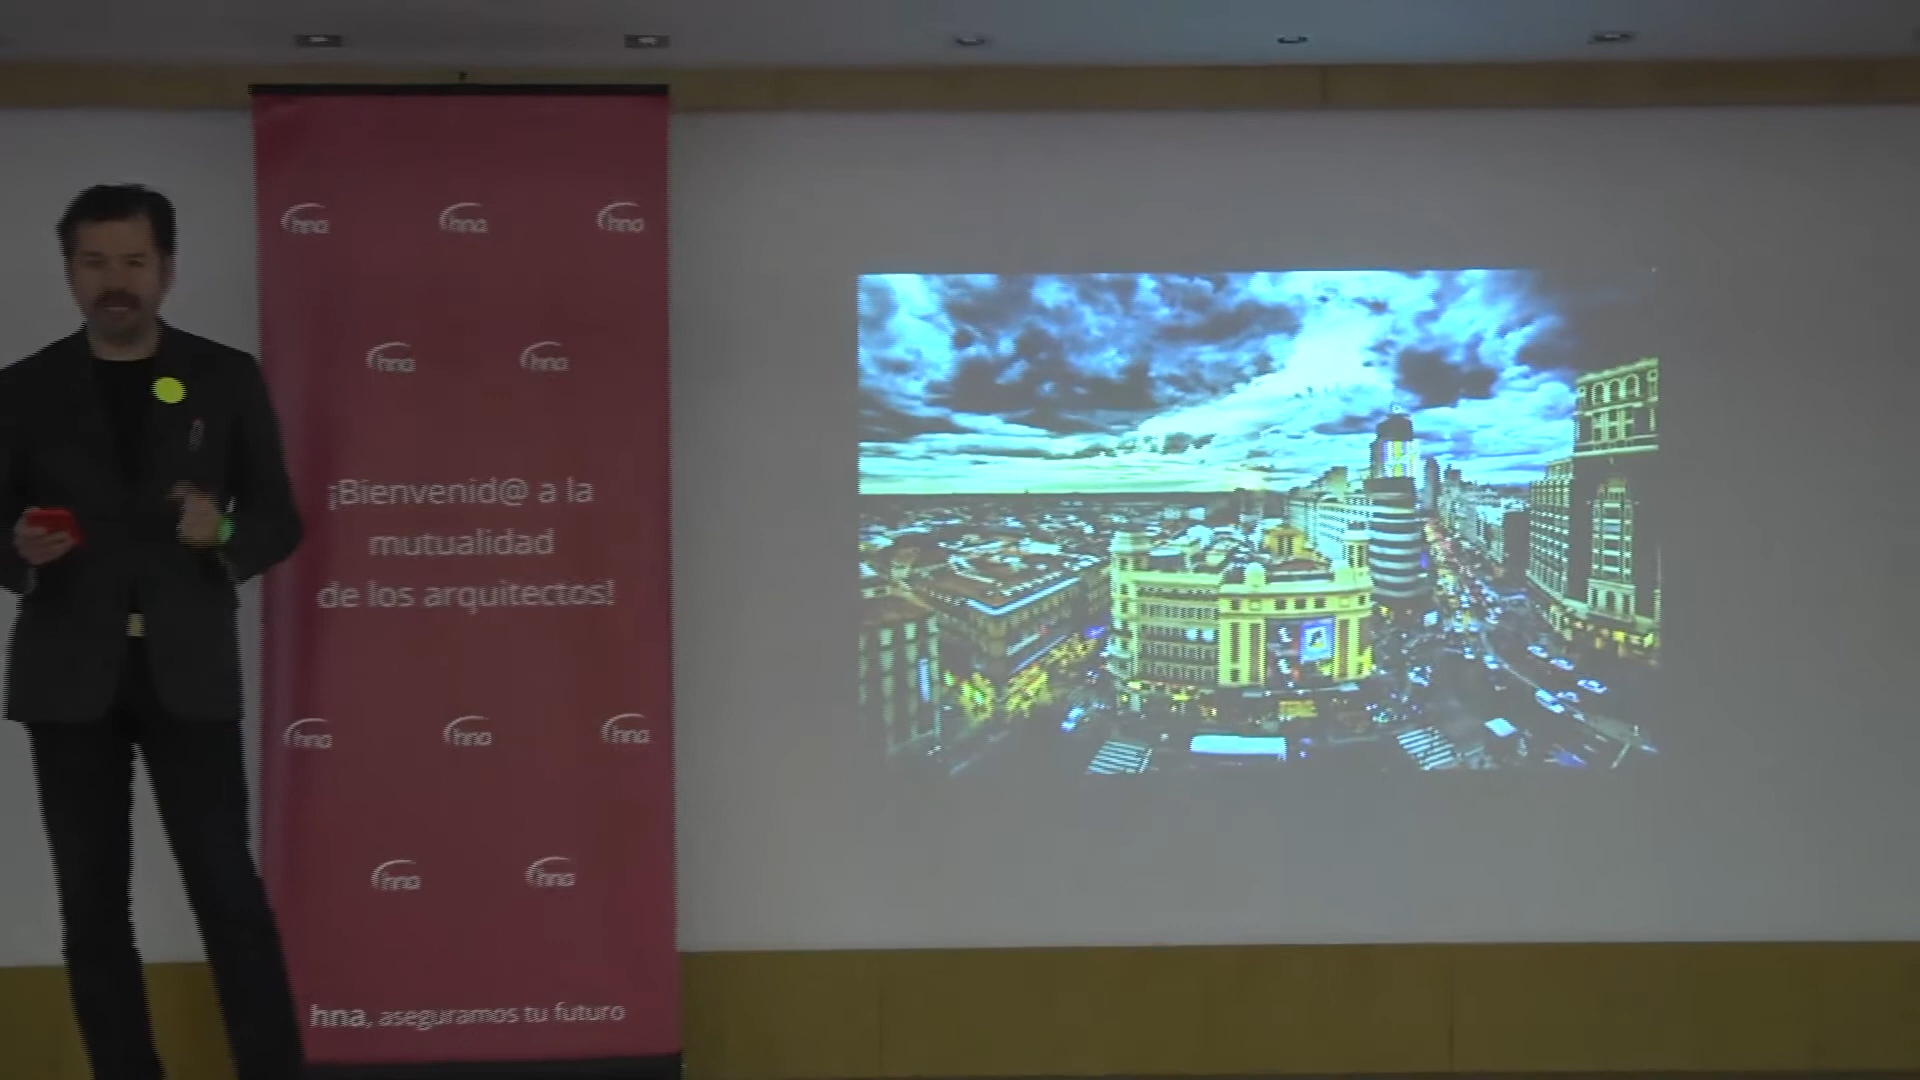 hna hna hna
hna hna
¡Bienvenid@ a la
mutualidad
de los arquitectos!
hna hna hna
hna hna
hna, aseguramos tu futuro